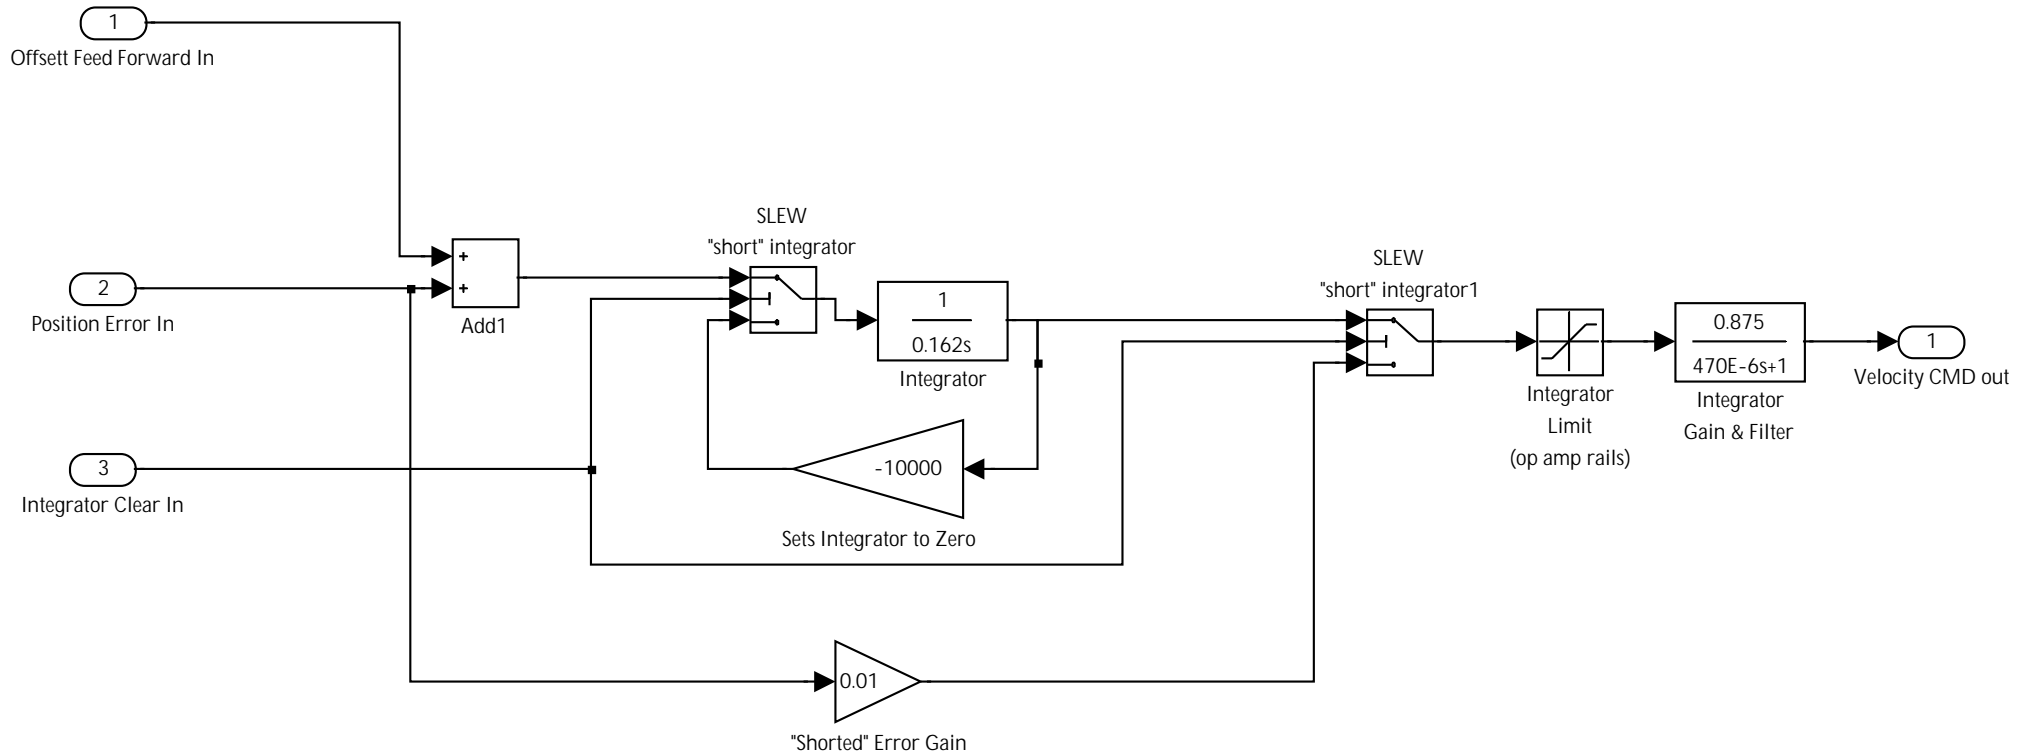 1
Offsett Feed Forward In
2
Position Error In
3
Integrator Clear In
+
+
Add1
SLEW
"short" integrator
1
0.162s
Integrator
-10000
Sets Integrator to Zero
0.01
"Shorted" Error Gain
SLEW
"short" integrator1
Integrator
Limit
(op amp rails)
0.875
470E-6s+1
Integrator
Gain & Filter
1
Velocity CMD out